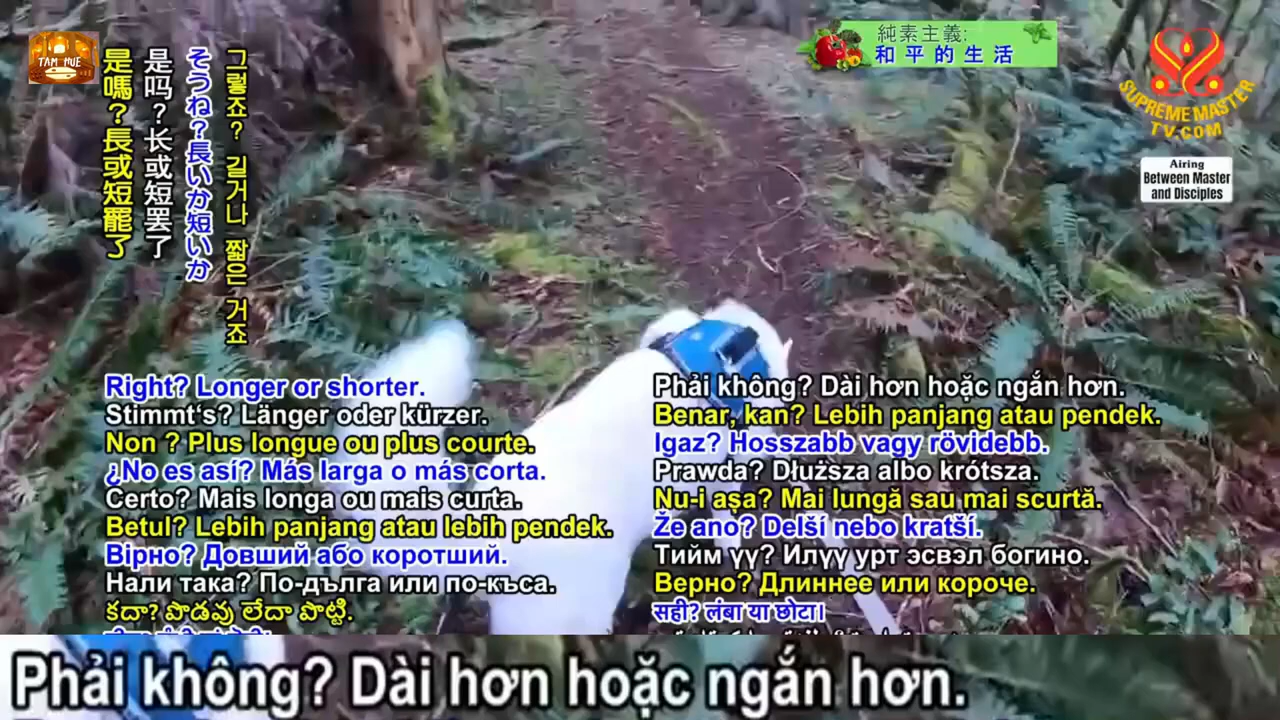 TAM HUE
純素主義:
和平的生活
SUPREME MASTER
TV.COM
Airing
Between Master
and Disciples
그렇죠? 길거나 짧은 거죠
そうね?長いか短いか
是吗?长或短罢了
是嗎?長或短罷了
Right? Longer or shorter.
Stimmt‘s? Länger oder kürzer.
Non ? Plus longue ou plus courte.
¿No es así? Más larga o más corta.
Certo? Mais longa ou mais curta.
Betul? Lebih panjang atau lebih pendek.
Вірно? Довший або коротший.
Нали така? По-дълга или по-къса.
కదా? పొడవు లేదా పొట్టి.
Phải không? Dài hơn hoặc ngắn hơn.
Benar, kan? Lebih panjang atau pendek.
Igaz? Hosszabb vagy rövidebb.
Prawda? Dłuższa albo krótsza.
Nu-i așa? Mai lungă sau mai scurtă.
Že ano? Delší nebo kratší.
Тийм үү? Илүү урт эсвэл богино.
Верно? Длиннее или короче.
सही? लंबा या छोटा।
Phải không? Dài hơn hoặc ngắn hơn.